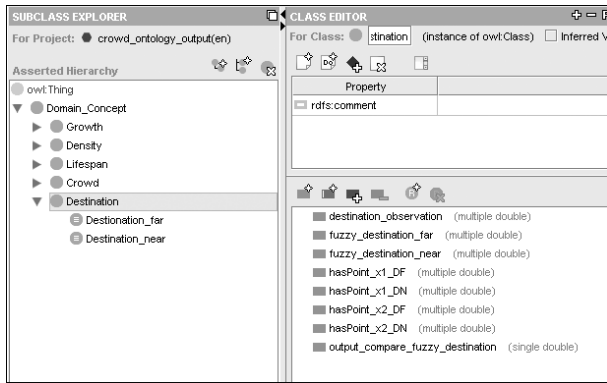 SUBCLASS EXPLORER
For Project: crowd_ontology_output(en)
Asserted Hierarchy
owl:Thing
Domain_Concept
Growth
Density
Lifespan
Crowd
Destination
Destionation_far
Destination_near
CLASS EDITOR
For Class: stination (instance of owl:Class) Inferred V
Property
rdfs:comment
destination_observation (multiple double)
fuzzy_destination_far (multiple double)
fuzzy_destination_near (multiple double)
hasPoint_x1_DF (multiple double)
hasPoint_x1_DN (multiple double)
hasPoint_x2_DF (multiple double)
hasPoint_x2_DN (multiple double)
output_compare_fuzzy_destination (single double)